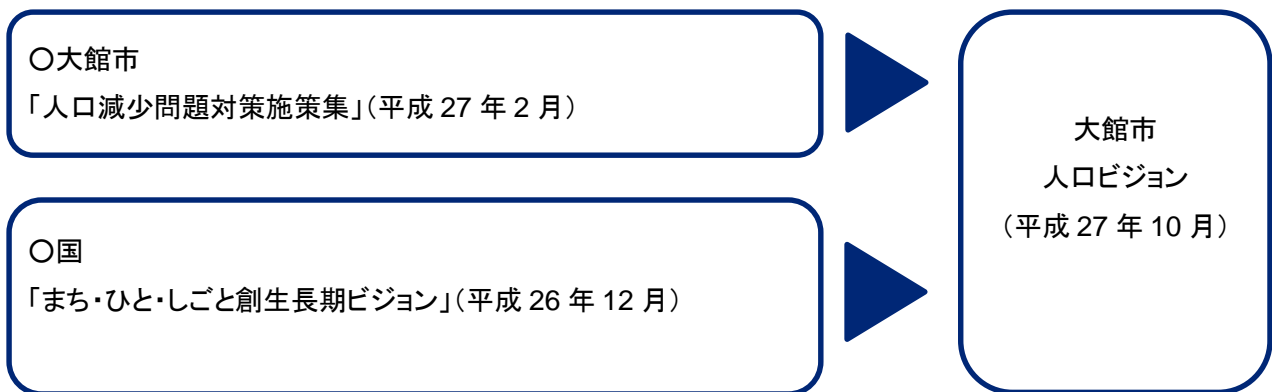 ○大館市
「人口減少問題対策施策集」（平成 27 年 2 月）
○国
「まち・ひと・しごと創生長期ビジョン」（平成 26 年 12 月）
大館市
人口ビジョン
（平成 27 年 10 月）